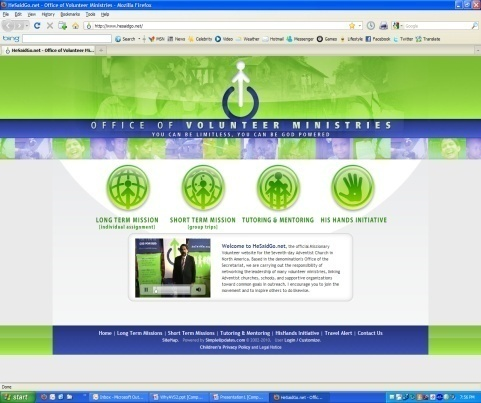 HeSaidGo.net - Office of Volunteer Ministries - Mozilla Firefox
File Edit View History Bookmarks Tools Help
http://www.hesaidgo.net/
Google
bing Search MSN News Celebrity Video Weather Hotmail Messenger Games Lifestyle Facebook Twitter Translate
HeSaidGo.net - Office of Volunteer Mi...
OFFICE OF VOLUNTEER MINISTRIES
YOU CAN BE LIMITLESS, YOU CAN BE GOD POWERED
LONG TERM MISSION SHORT TERM MISSION TUTORING & MENTORING HIS HANDS INITIATIVE
(individual assignment) (group trips)
Welcome to HeSaidGo.net, the official Missionary
Volunteer website for the Seventh-day Adventist Church in
North America. Based in the denomination's Office of the
Secretariat, we are carrying out the responsibility of
networking the leadership of many volunteer ministries, linking
Adventist churches, schools, and supportive organizations
toward common goals in outreach. I encourage you to join the
movement and to inspire others to do likewise.
Home | Long Term Missions | Short Term Missions | Tutoring & Mentoring | HisHands Initiative | Travel Alert | Contact Us
SiteMap. Powered by SimpleUpdates.com © 2002-2010. User Login / Customize.
Children's Privacy Policy and Legal Notice
Done
start Inbox - Microsoft Out... WhyNVS2.ppt [Comp... Presentation1 [Comp... HeSaidGo.net - Offic... 7:56 PM